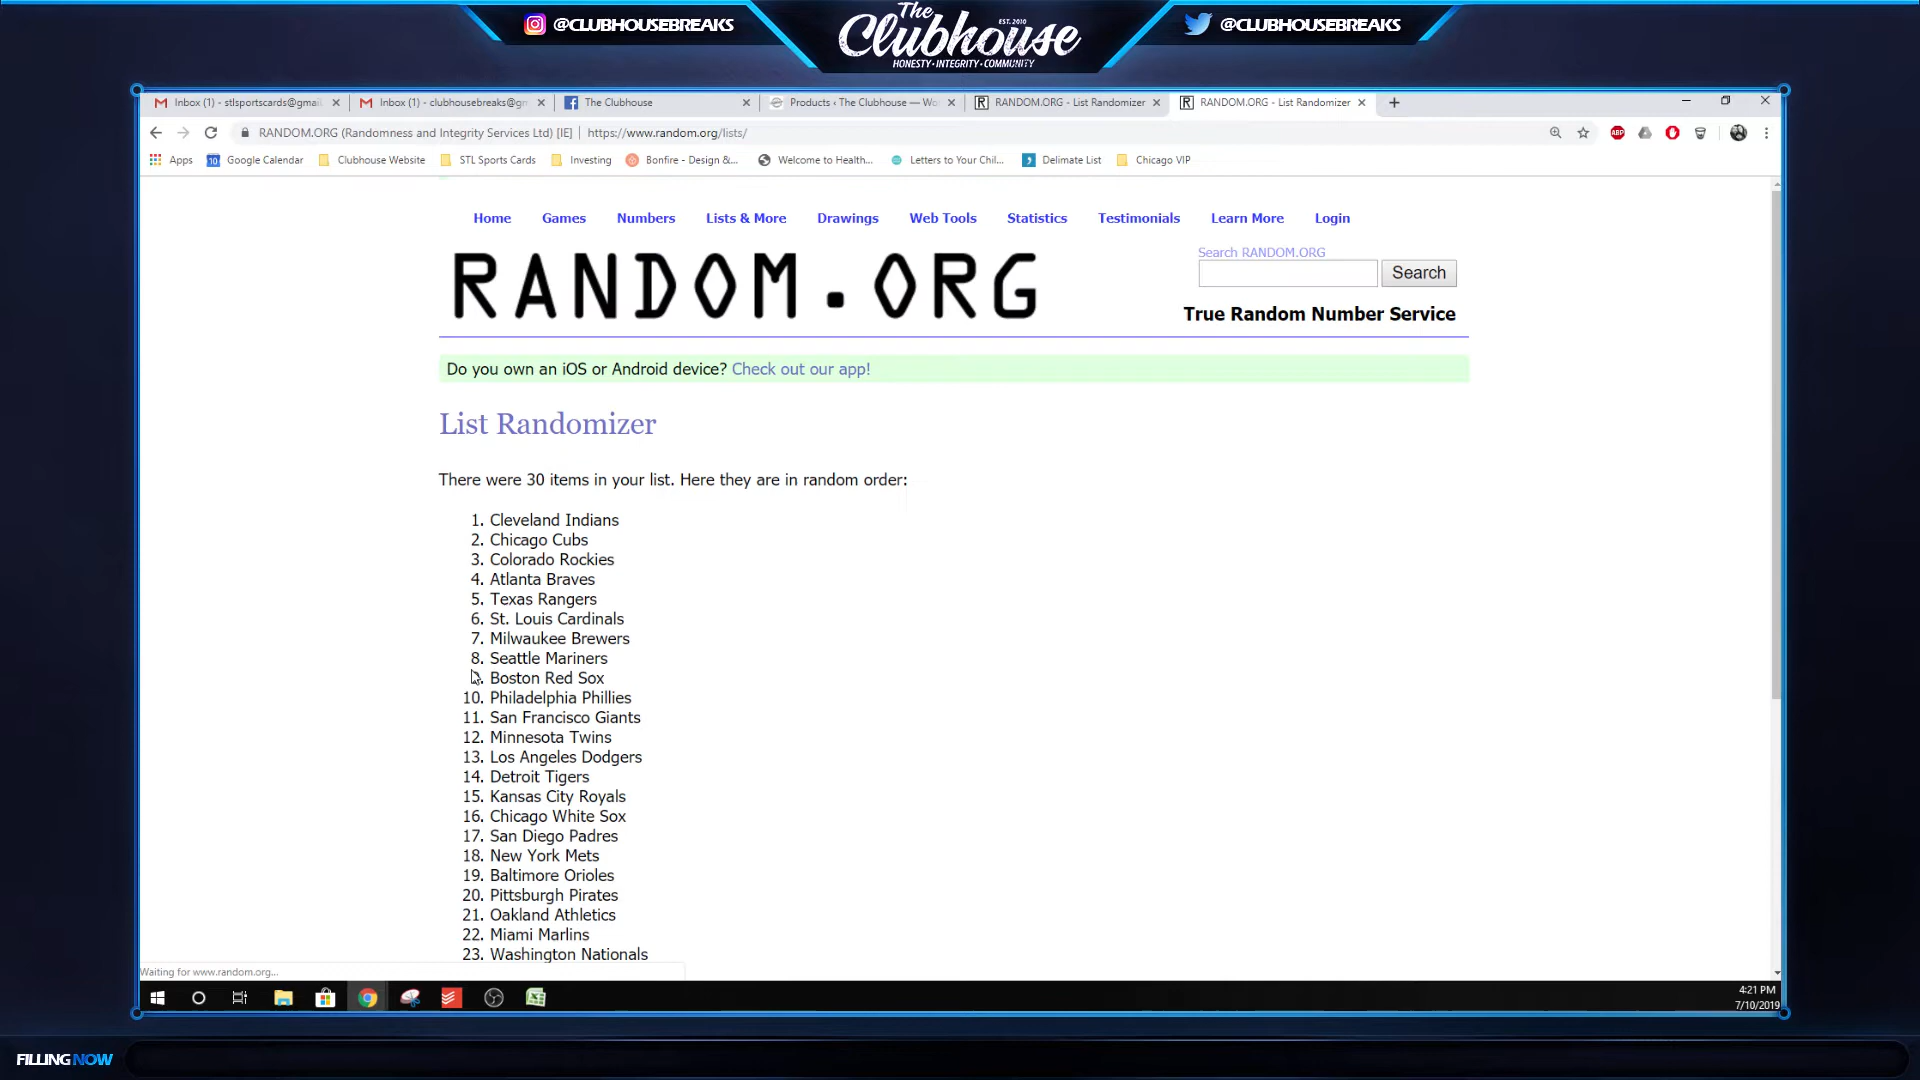 @CLUBHOUSEBREAKS
The Clubhouse
EST. 2010
HONESTY•INTEGRITY•COMMUNITY
@CLUBHOUSEBREAKS
Inbox (1) - stlsportscards@gmai
Inbox (1) - clubhousebreaks@gm
The Clubhouse
Products ‹ The Clubhouse — Wo
RANDOM.ORG - List Randomizer
RANDOM.ORG - List Randomizer
RANDOM.ORG (Randomness and Integrity Services Ltd) [IE] | https://www.random.org/lists/
Apps
Google Calendar
Clubhouse Website
STL Sports Cards
Investing
Bonfire - Design &...
Welcome to Health...
Letters to Your Chil...
Delimate List
Chicago VIP
Home Games Numbers Lists & More Drawings Web Tools Statistics Testimonials Learn More Login
RANDOM.ORG
Search RANDOM.ORG
Search
True Random Number Service
Do you own an iOS or Android device? Check out our app!
List Randomizer
There were 30 items in your list. Here they are in random order:
1. Cleveland Indians
2. Chicago Cubs
3. Colorado Rockies
4. Atlanta Braves
5. Texas Rangers
6. St. Louis Cardinals
7. Milwaukee Brewers
8. Seattle Mariners
Boston Red Sox
10. Philadelphia Phillies
11. San Francisco Giants
12. Minnesota Twins
13. Los Angeles Dodgers
14. Detroit Tigers
15. Kansas City Royals
16. Chicago White Sox
17. San Diego Padres
18. New York Mets
19. Baltimore Orioles
20. Pittsburgh Pirates
21. Oakland Athletics
22. Miami Marlins
23. Washington Nationals
Waiting for www.random.org...
4:21 PM
7/10/2019
FILLING NOW